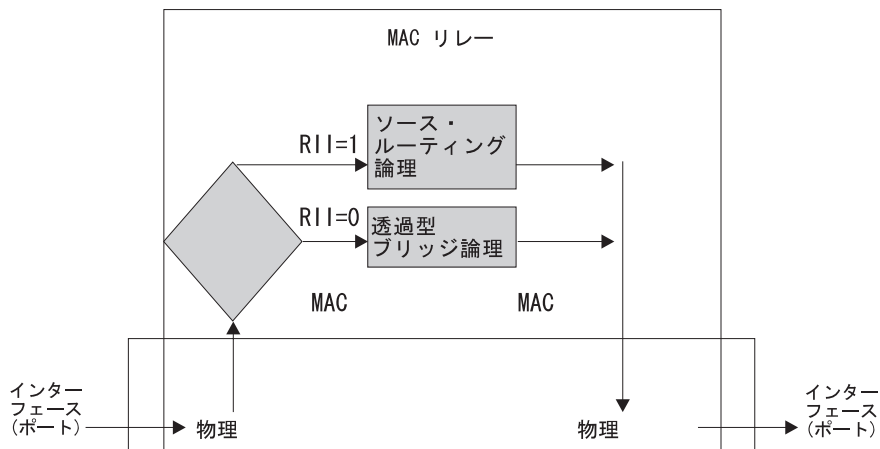 MAC リレー
RII=1
ソース・
ルーティング
論理
RII=0
透過型
ブリッジ論理
MAC
MAC
インター
フェース
(ポート)
物理
物理
インター
フェース
(ポート)